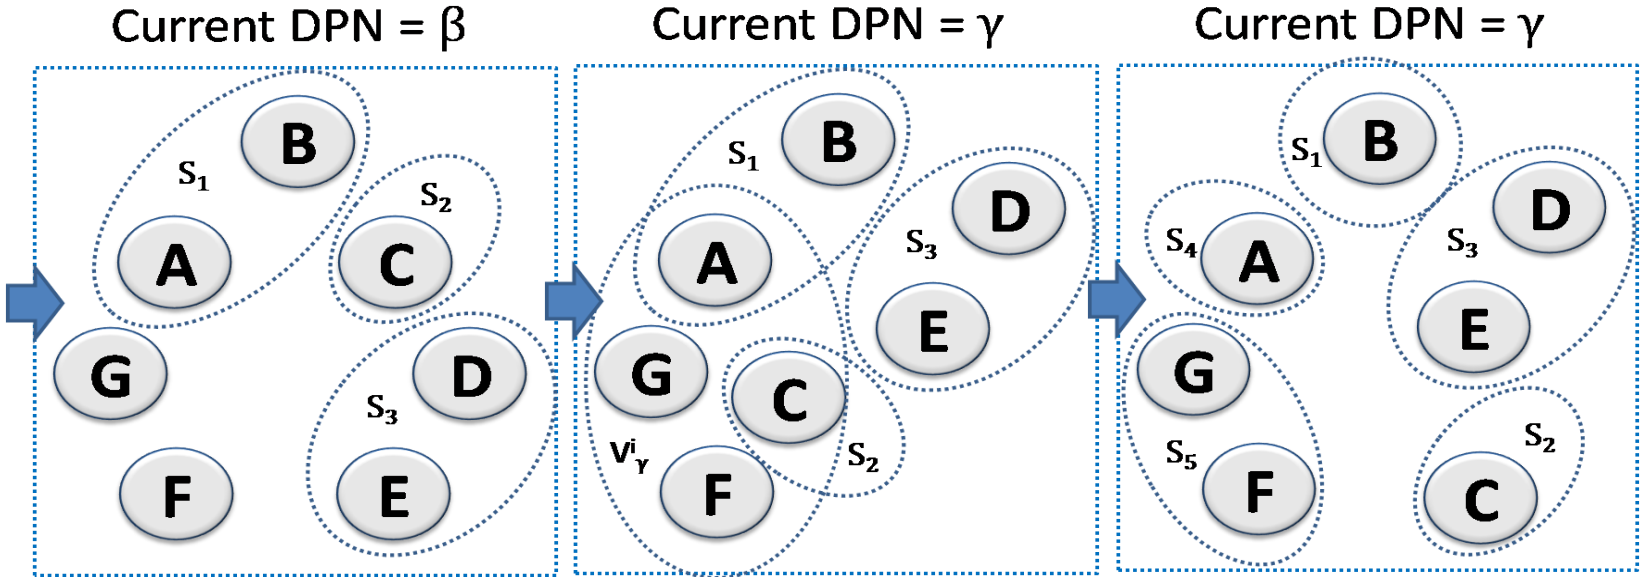 Current DPN = β
B
S₁
S₂
A
C
G
D
S₃
F
E
Current DPN = γ
B
S₁
D
S₃
A
E
G
C
Vⁱᵧ
S₂
F
Current DPN = γ
B
S₁
D
S₄
S₃
A
E
G
S₂
S₅
F
C